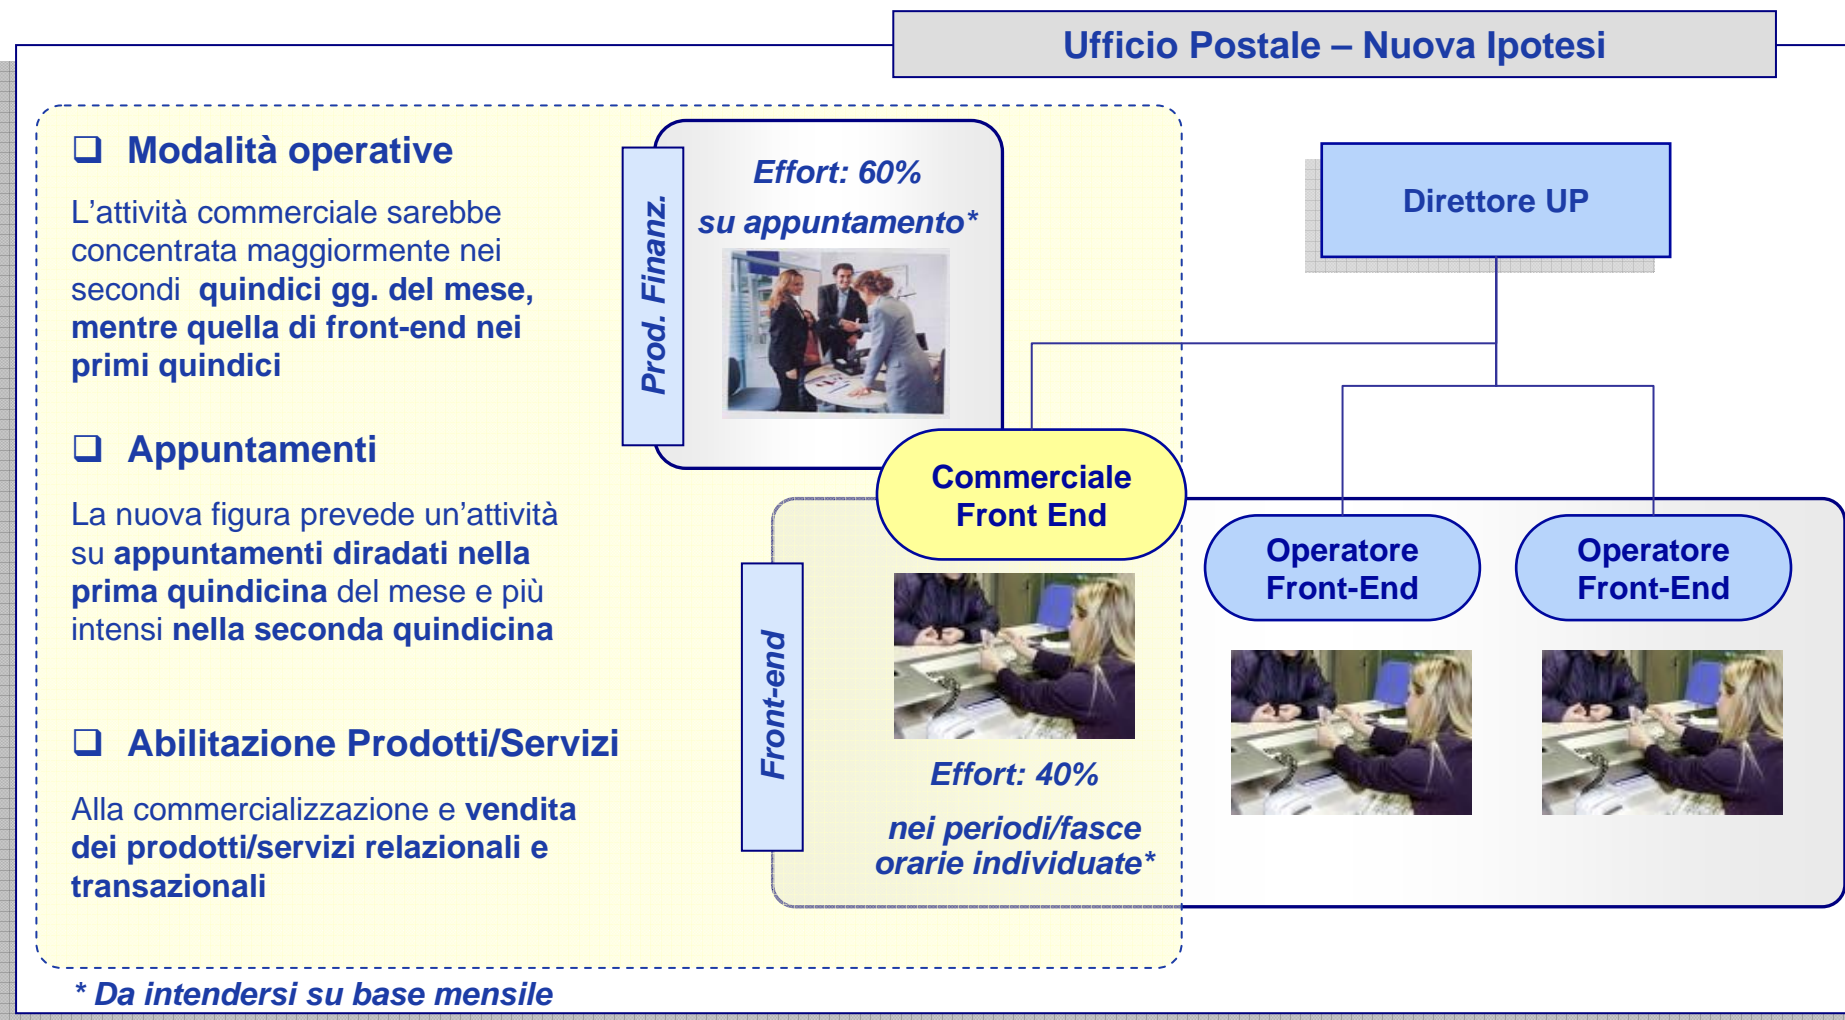 Ufficio Postale – Nuova Ipotesi
❑ Modalità operative
L'attività commerciale sarebbe
concentrata maggiormente nei
secondi quindici gg. del mese,
mentre quella di front-end nei
primi quindici
❑ Appuntamenti
La nuova figura prevede un'attività
su appuntamenti diradati nella
prima quindicina del mese e più
intensi nella seconda quindicina
❑ Abilitazione Prodotti/Servizi
Alla commercializzazione e vendita
dei prodotti/servizi relazionali e
transazionali
Prod. Finanz.
Effort: 60%
su appuntamento*
Direttore UP
Commerciale
Front End
Operatore
Front-End
Operatore
Front-End
Front-end
Effort: 40%
nei periodi/fasce
orarie individuate*
* Da intendersi su base mensile